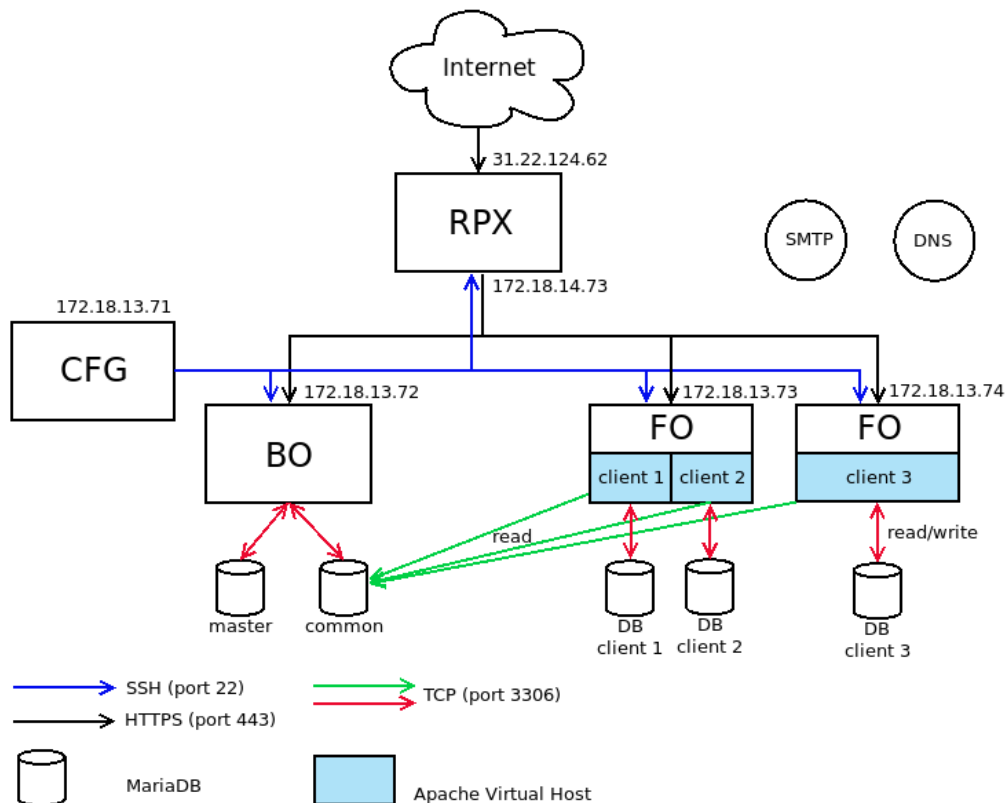 Internet
31.22.124.62
RPX
SMTP
DNS
172.18.14.73
172.18.13.71
CFG
172.18.13.72
172.18.13.73
172.18.13.74
BO
FO
FO
client 1
client 2
client 3
read
read/write
master
common
DB
client 1
DB
client 2
DB
client 3
SSH (port 22)
TCP (port 3306)
HTTPS (port 443)
MariaDB
Apache Virtual Host